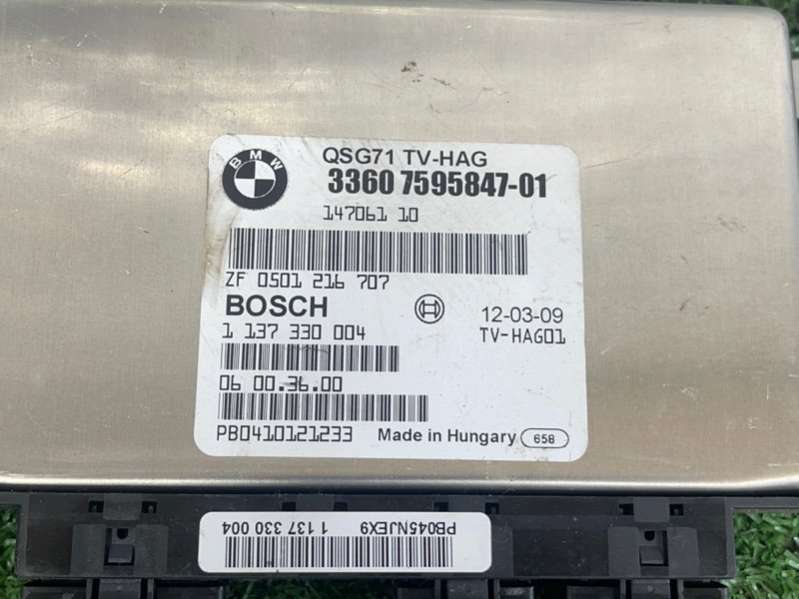 BMW
QSG71 TV-HAG
3360 7595847-01
147061 10
ZF 0501 216 707
BOSCH
12-03-09
1 137 330 004
TV-HAG01
06 00.36.00
PB0410121233
Made in Hungary 658
PB045NJEX9
1 137 330 004